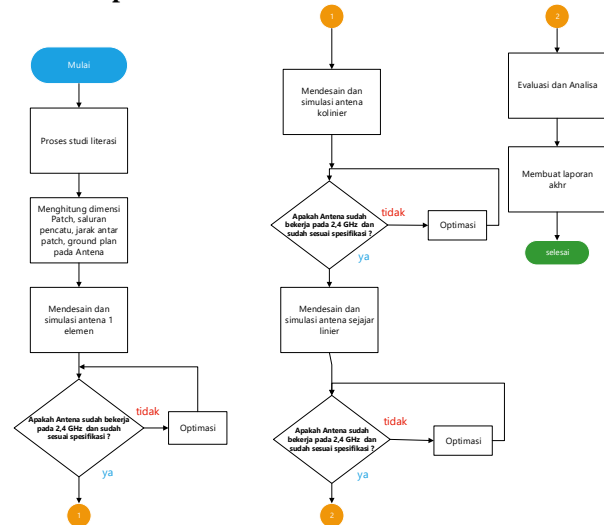 Mulai
Proses studi literasi
Menghitung dimensi
Patch, saluran
pencatu, jarak antar
patch, ground plan
pada Antena
Mendesain dan
simulasi antena 1
elemen
Apakah Antena sudah bekerja
pada 2,4 GHz dan sudah
sesuai spesifikasi ?
tidak
Optimasi
ya
1
1
Mendesain dan
simulasi antena
kolinier
Apakah Antena sudah
bekerja pada 2,4 GHz dan
sudah sesuai spesifikasi ?
tidak
Optimasi
ya
Mendesain dan
simulasi antena sejajar
linier
Apakah Antena sudah
bekerja pada 2,4 GHz dan
sudah sesuai spesifikasi ?
tidak
Optimasi
ya
2
2
Evaluasi dan Analisa
Membuat laporan
akhr
selesai